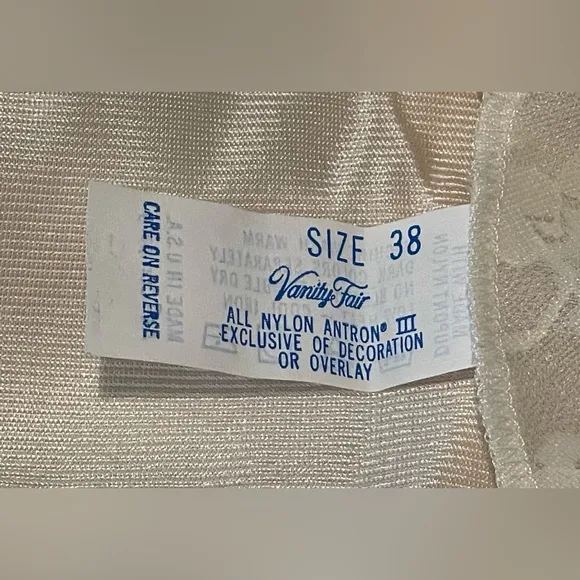 SIZE 38
Vanity Fair
ALL NYLON ANTRON® III
EXCLUSIVE OF DECORATION
OR OVERLAY
CARE ON REVERSE
MADE IN U.S.A.